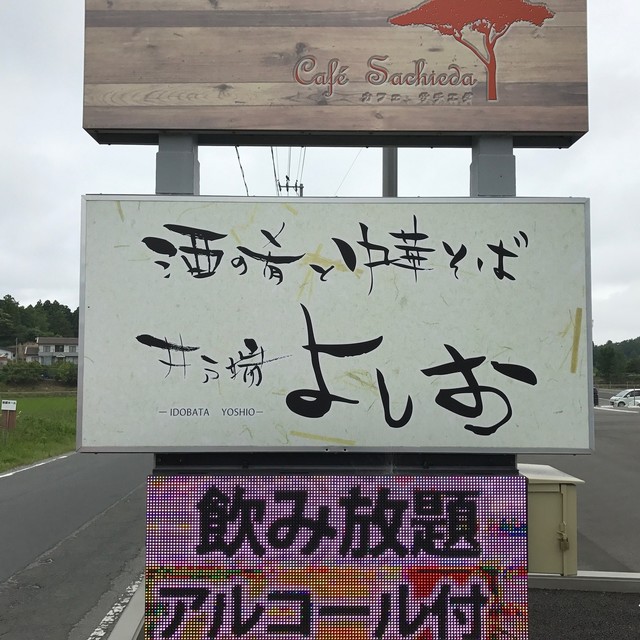 Café Sachieda
カフェ サチエダ
酒の肴と中華そば
井戸端 よしお
IDOBATA YOSHIO
飲み放題
アルコール付